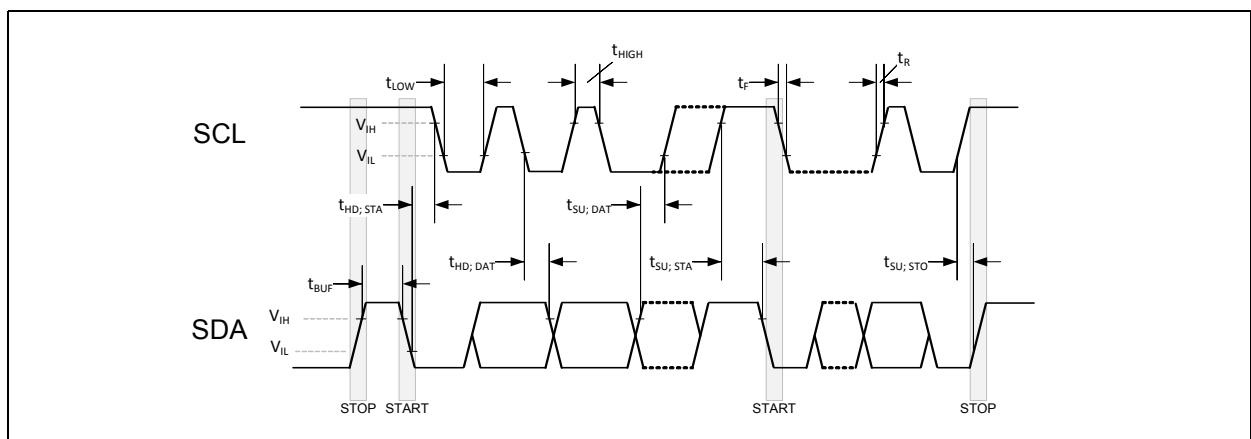 tHIGH
tLOW
tF
tR
SCL
VIH
VIL
tHD; STA
tSU; DAT
tHD; DAT
tSU; STA
tSU; STO
tBUF
SDA
VIH
VIL
STOP START START STOP